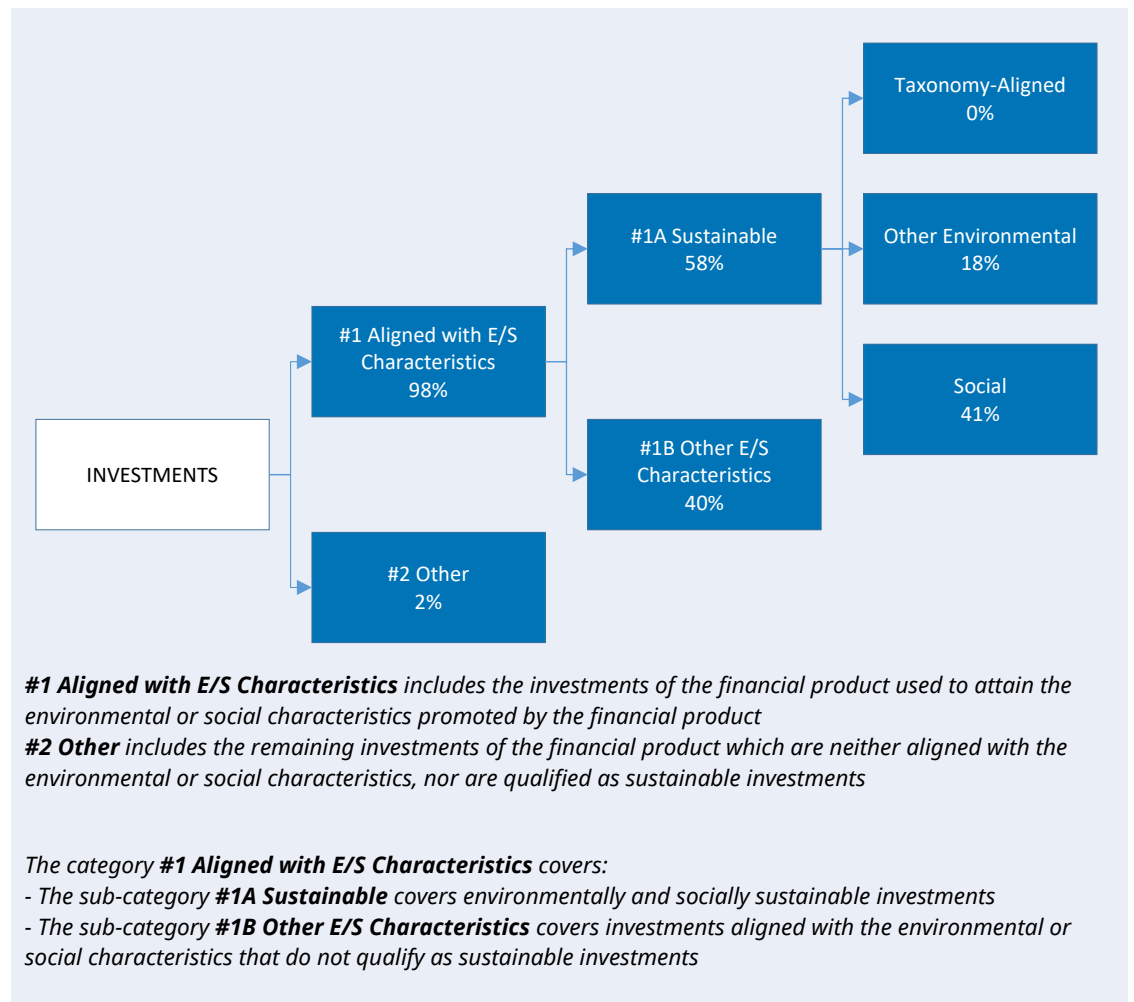 Taxonomy-Aligned
0%
#1A Sustainable
58%
Other Environmental
18%
#1 Aligned with E/S
Characteristics
98%
Social
41%
INVESTMENTS
#1B Other E/S
Characteristics
40%
#2 Other
2%
#1 Aligned with E/S Characteristics includes the investments of the financial product used to attain the
environmental or social characteristics promoted by the financial product
#2 Other includes the remaining investments of the financial product which are neither aligned with the
environmental or social characteristics, nor are qualified as sustainable investments
The category #1 Aligned with E/S Characteristics covers:
- The sub-category #1A Sustainable covers environmentally and socially sustainable investments
- The sub-category #1B Other E/S Characteristics covers investments aligned with the environmental or
social characteristics that do not qualify as sustainable investments